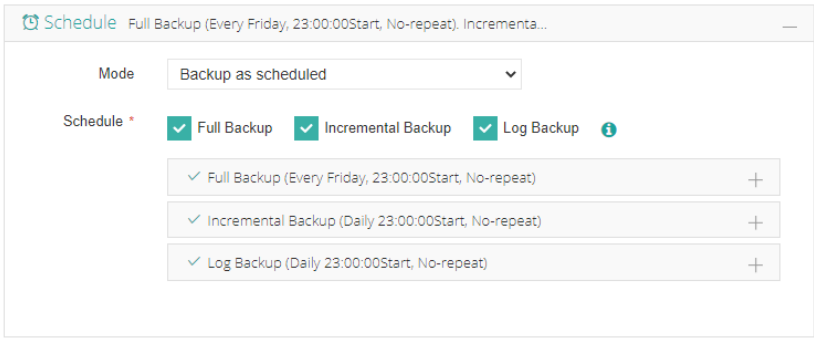 Schedule Full Backup (Every Friday, 23:00:00Start, No-repeat). Incrementa...
Mode Backup as scheduled
Schedule * Full Backup Incremental Backup Log Backup
Full Backup (Every Friday, 23:00:00Start, No-repeat)
Incremental Backup (Daily 23:00:00Start, No-repeat)
Log Backup (Daily 23:00:00Start, No-repeat)